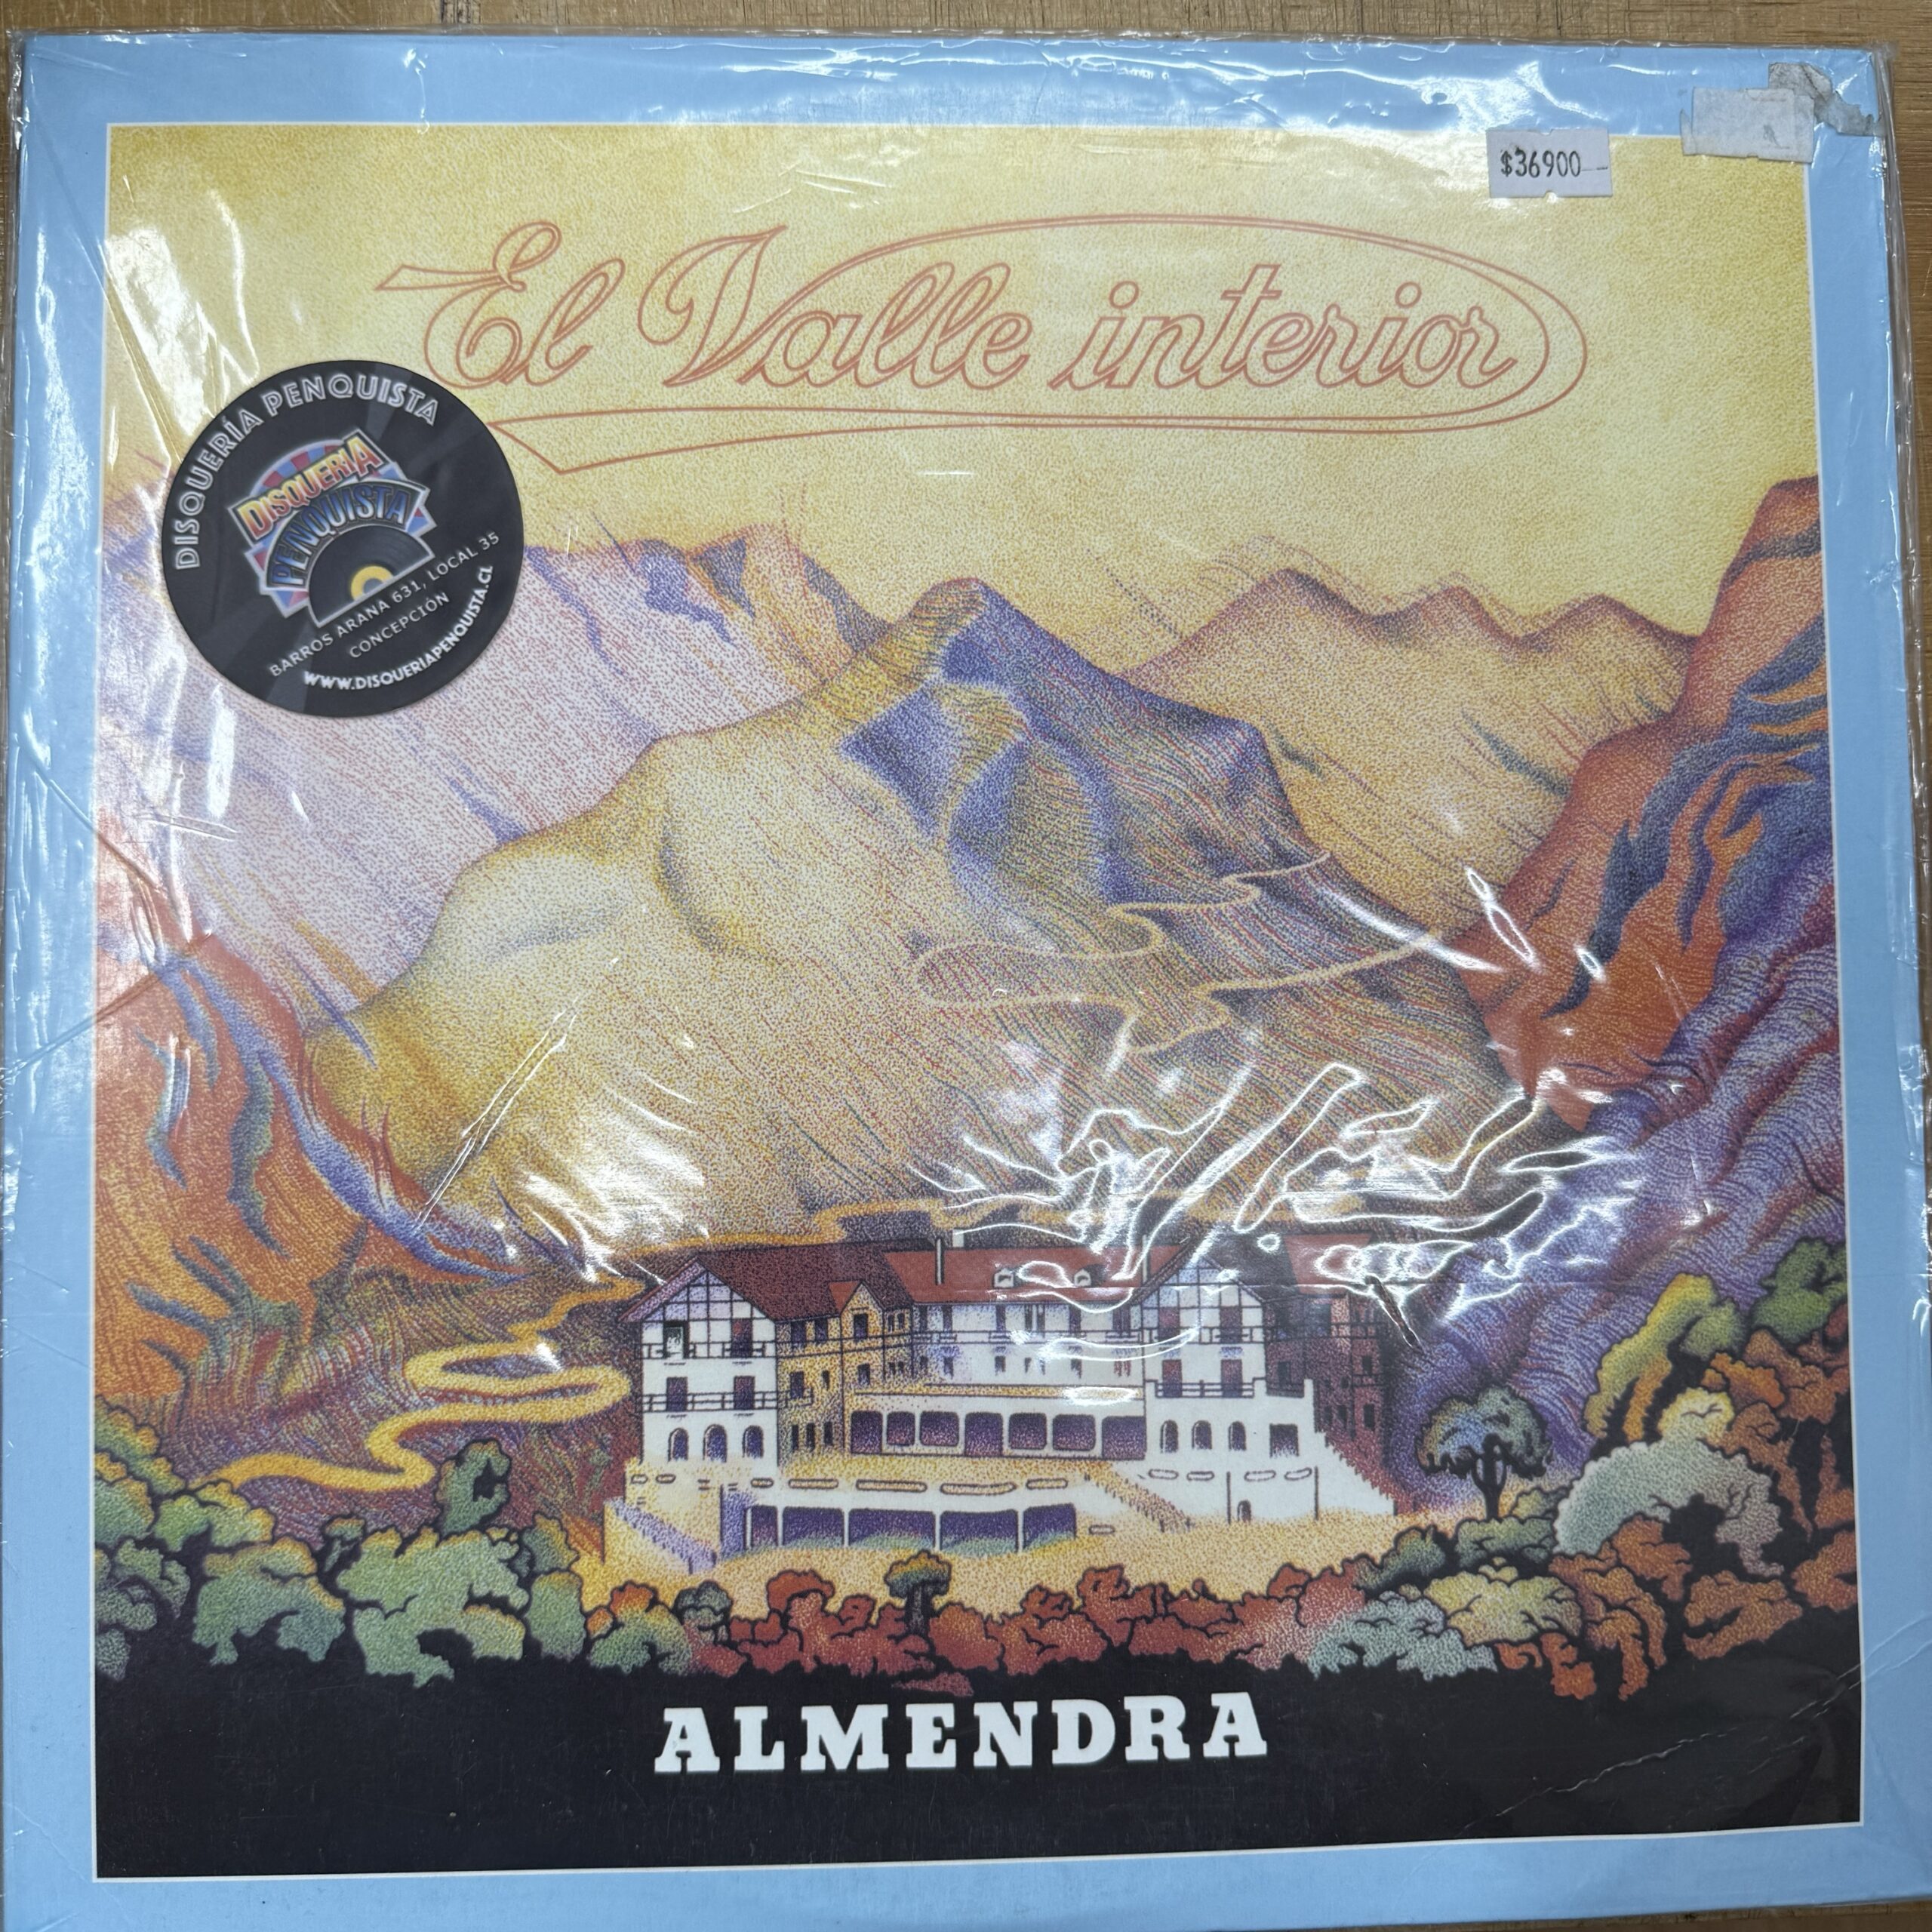 $36900
El Valle interior
DISQUERÍA PENQUISTA
DISQUERIA
PENQUISTA
BARROS ARANA 631, LOCAL 35
CONCEPCIÓN
WWW.DISQUERIAPENQUISTA.CL
ALMENDRA